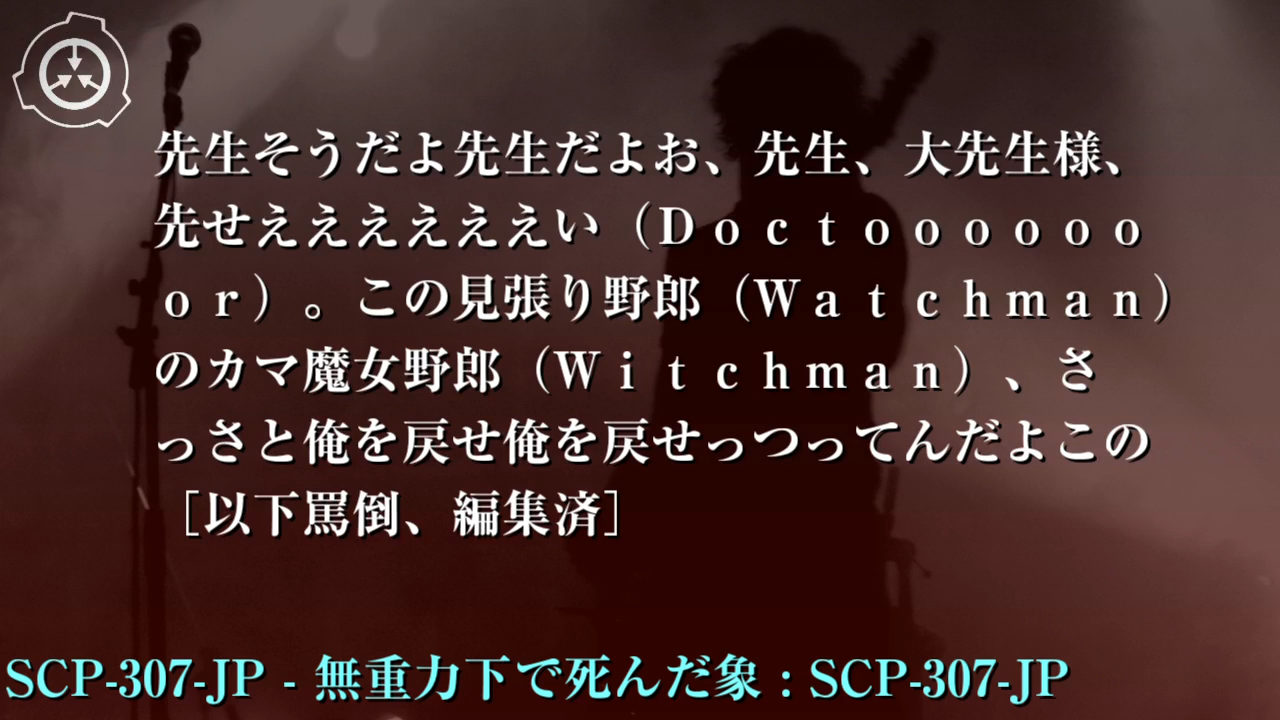 先生そうだよ先生だよお、先生、大先生様、
先せええええええい（Ｄｏｃｔｏｏｏｏｏｏ
ｏｒ）。この見張り野郎（Ｗａｔｃｈｍａｎ）
のカマ魔女野郎（Ｗｉｔｃｈｍａｎ）、さ
っさと俺を戻せ俺を戻せっつってんだよこの
［以下罵倒、編集済］
SCP-307-JP - 無重力下で死んだ象 : SCP-307-JP